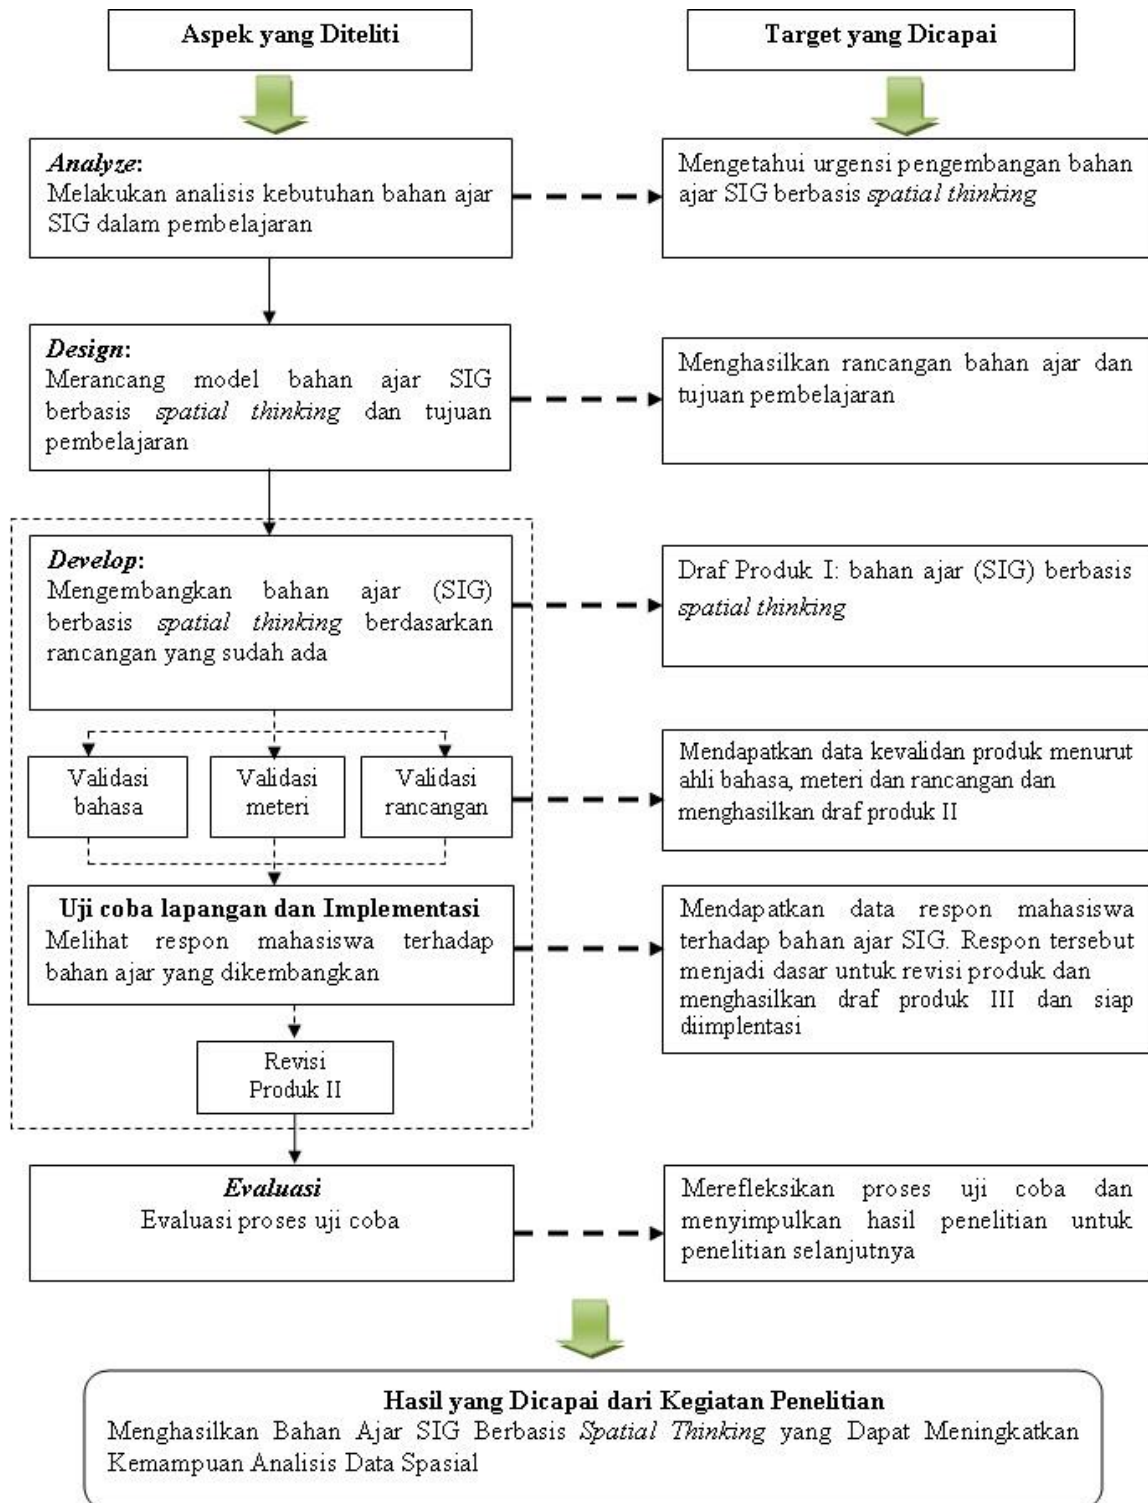 Aspek yang Diteliti
Target yang Dicapai
Analyze:
Melakukan analisis kebutuhan bahan ajar
SIG dalam pembelajaran
Mengetahui urgensi pengembangan bahan
ajar SIG berbasis spatial thinking
Design:
Merancang model bahan ajar SIG
berbasis spatial thinking dan tujuan
pembelajaran
Menghasilkan rancangan bahan ajar dan
tujuan pembelajaran
Develop:
Mengembangkan bahan ajar (SIG)
berbasis spatial thinking berdasarkan
rancangan yang sudah ada
Draf Produk I: bahan ajar (SIG) berbasis
spatial thinking
Validasi
bahasa
Validasi
meteri
Validasi
rancangan
Mendapatkan data kevalidan produk menurut
ahli bahasa, meteri dan rancangan dan
menghasilkan draf produk II
Uji coba lapangan dan Implementasi
Melihat respon mahasiswa terhadap
bahan ajar yang dikembangkan
Mendapatkan data respon mahasiswa
terhadap bahan ajar SIG. Respon tersebut
menjadi dasar untuk revisi produk dan
menghasilkan draf produk III dan siap
diimplentasi
Revisi
Produk II
Evaluasi
Evaluasi proses uji coba
Merefleksikan proses uji coba dan
menyimpulkan hasil penelitian untuk
penelitian selanjutnya
Hasil yang Dicapai dari Kegiatan Penelitian
Menghasilkan Bahan Ajar SIG Berbasis Spatial Thinking yang Dapat Meningkatkan
Kemampuan Analisis Data Spasial